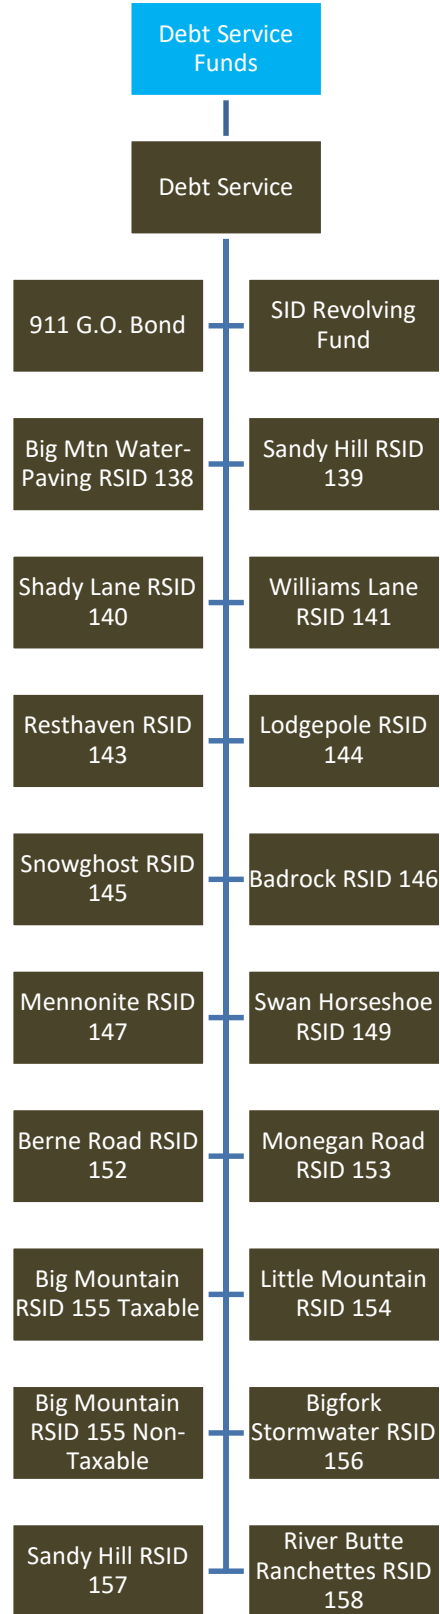 Debt Service
Funds
Debt Service
911 G.O. Bond
SID Revolving
Fund
Big Mtn Water-
Paving RSID 138
Sandy Hill RSID
139
Shady Lane RSID
140
Williams Lane
RSID 141
Resthaven RSID
143
Lodgepole RSID
144
Snowghost RSID
145
Badrock RSID 146
Mennonite RSID
147
Swan Horseshoe
RSID 149
Berne Road RSID
152
Monegan Road
RSID 153
Big Mountain
RSID 155 Taxable
Little Mountain
RSID 154
Big Mountain
RSID 155 Non-
Taxable
Bigfork
Stormwater RSID
156
Sandy Hill RSID
157
River Butte
Ranchettes RSID
158